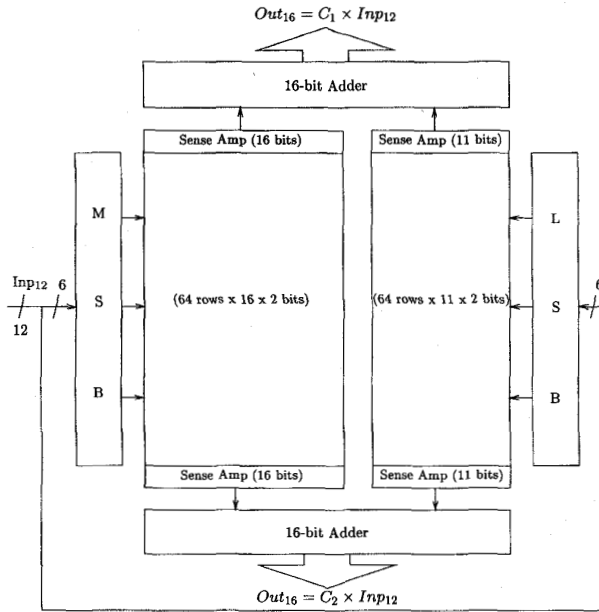 Out₁₆ = C₁ × Inp₁₂
16-bit Adder
Sense Amp (16 bits)
Sense Amp (11 bits)
M
L
Inp₁₂
6
12
S
(64 rows x 16 x 2 bits)
(64 rows x 11 x 2 bits)
S
6
B
B
Sense Amp (16 bits)
Sense Amp (11 bits)
16-bit Adder
Out₁₆ = C₂ × Inp₁₂